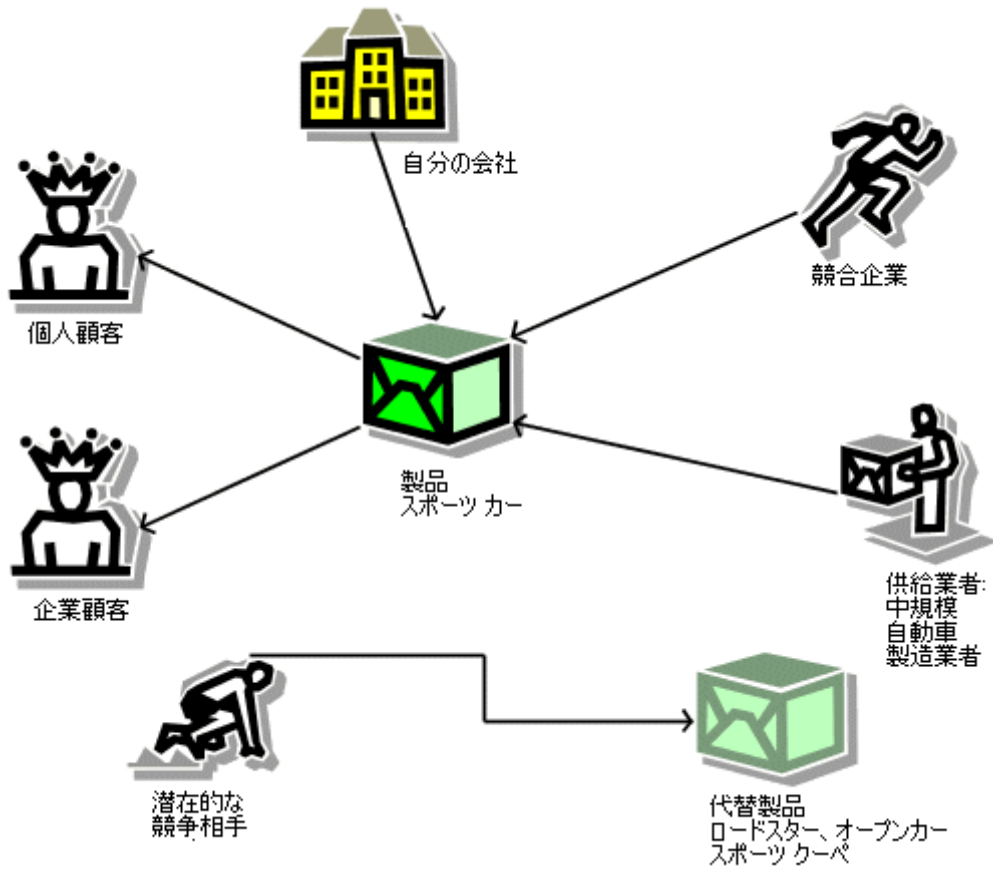 自分の会社
競合企業
個人顧客
製品
スポーツ カー
企業顧客
供給業者:
中規模
自動車
製造業者
潜在的な
競争相手
代替製品
ロードスター、オープンカー
スポーツ クーペ